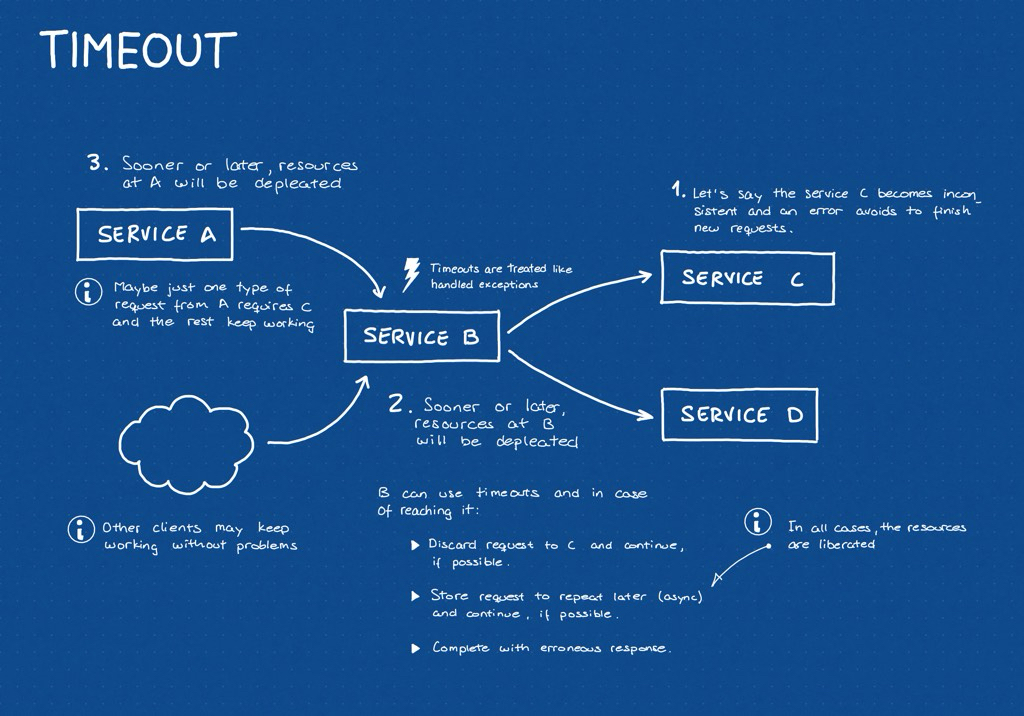 TIMEOUT
3. Sooner or later, resources
at A will be depleated
SERVICE A
Maybe just one type of
request from A requires C
and the rest keep working
Timeouts are treated like
handled exceptions
1. Let's say the service C becomes incon_
sistent and an error avoids to finish
new requests.
SERVICE C
SERVICE B
2. Sooner or later,
resources at B
will be depleated
SERVICE D
Other clients may keep
working without problems
B can use timeouts and in case
of reaching it:
▶ Discard request to C and continue,
if possible.
▶ Store request to repeat later (async)
and continue, if possible.
▶ Complete with erroneous response.
In all cases, the resources
are liberated